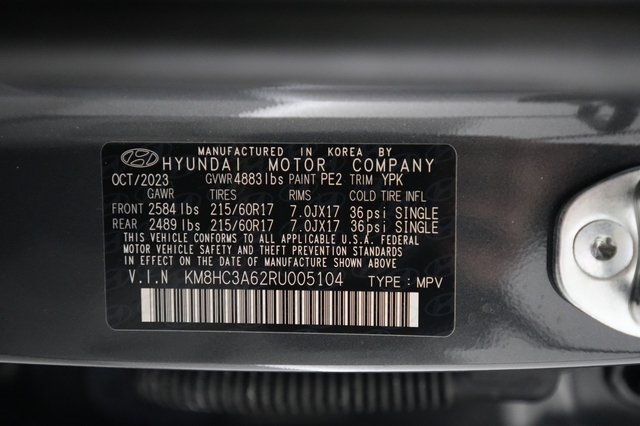 MANUFACTURED IN KOREA BY
HYUNDAI MOTOR COMPANY
OCT/2023 GVWR 4883 lbs PAINT PE2 TRIM YPK
GAWR TIRES RIMS COLD TIRE INFL
FRONT 2584 lbs 215/60R17 7.0JX17 36psi SINGLE
REAR 2489 lbs 215/60R17 7.0JX17 36psi SINGLE
THIS VEHICLE CONFORMS TO ALL APPLICABLE U.S.A. FEDERAL
MOTOR VEHICLE SAFETY AND THEFT PREVENTION STANDARDS
IN EFFECT ON THE DATE OF MANUFACTURE SHOWN ABOVE.
V.I.N KM8HC3A62RU005104 TYPE : MPV